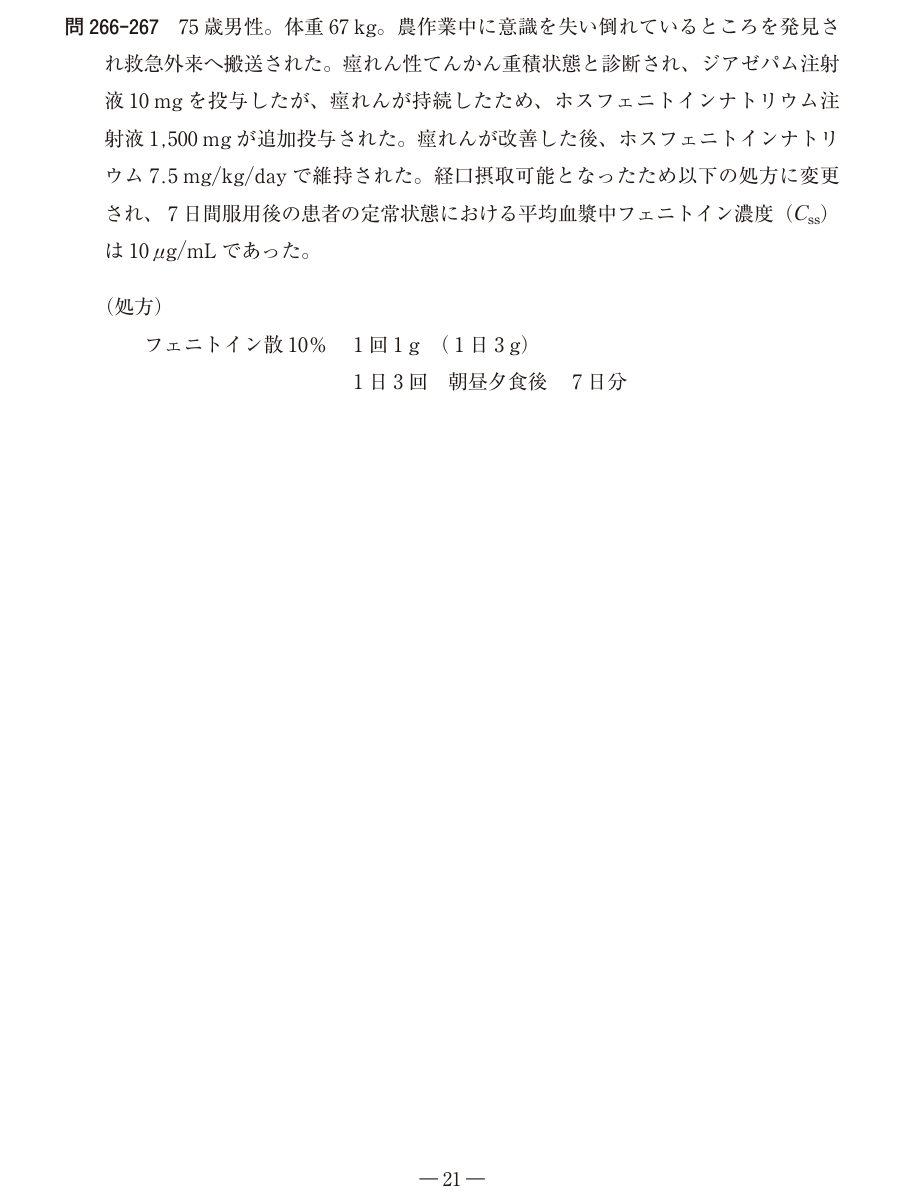 問 266-267 75 歳男性。体重 67 kg。農作業中に意識を失い倒れているところを発見さ
れ救急外来へ搬送された。痙れん性てんかん重積状態と診断され、ジアゼパム注射
液 10 mg を投与したが、痙れんが持続したため、ホスフェニトインナトリウム注
射液 1,500 mg が追加投与された。痙れんが改善した後、ホスフェニトインナトリ
ウム 7.5 mg/kg/day で維持された。経口摂取可能となったため以下の処方に変更
され、7 日間服用後の患者の定常状態における平均血漿中フェニトイン濃度（Css）
は 10 μg/mL であった。
（処方）
フェニトイン散 10% 1 回 1 g （1 日 3 g）
1 日 3 回 朝昼夕食後 7 日分
— 21 —